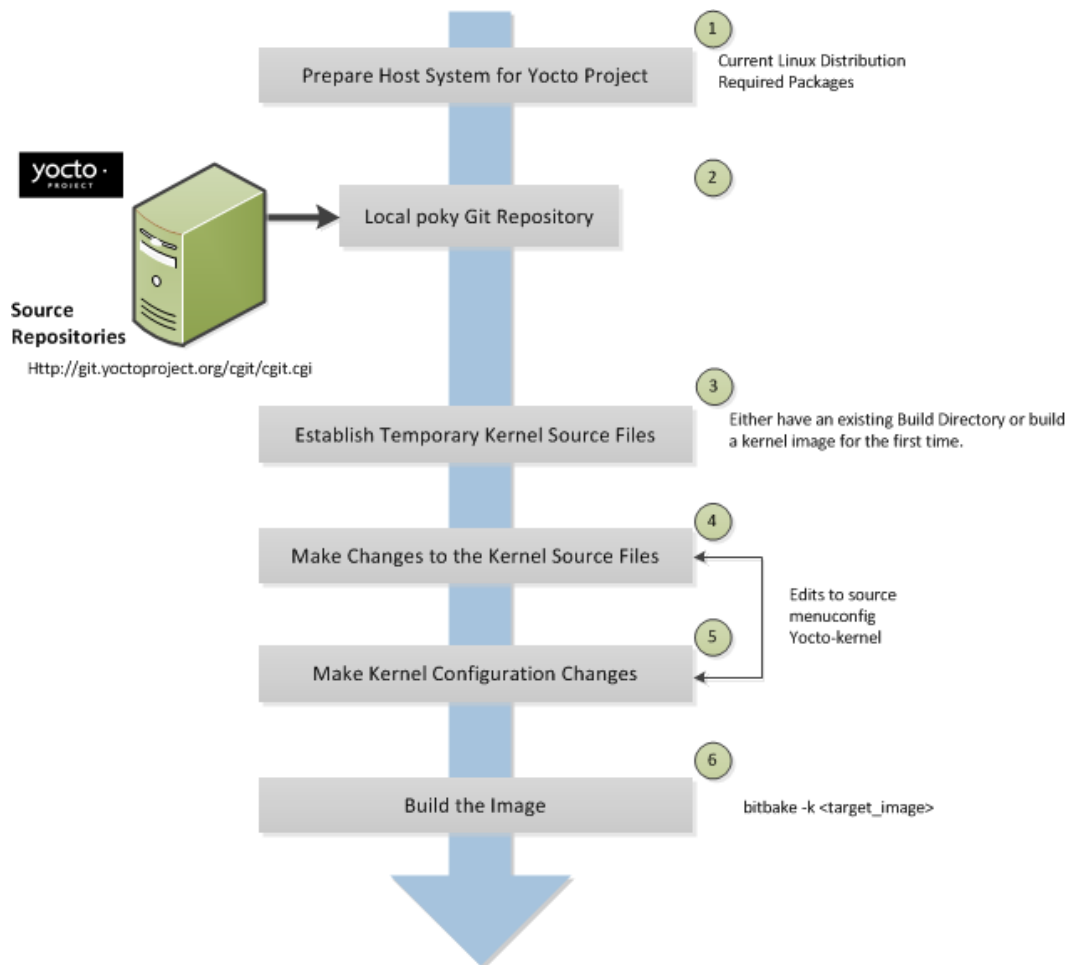 1
Prepare Host System for Yocto Project
Current Linux Distribution
Required Packages
yocto ·
PROJECT
2
Local poky Git Repository
Source
Repositories
Http://git.yoctoproject.org/cgit/cgit.cgi
3
Establish Temporary Kernel Source Files
Either have an existing Build Directory or build
a kernel image for the first time.
4
Make Changes to the Kernel Source Files
Edits to source
menuconfig
Yocto-kernel
5
Make Kernel Configuration Changes
6
Build the Image
bitbake -k <target_image>